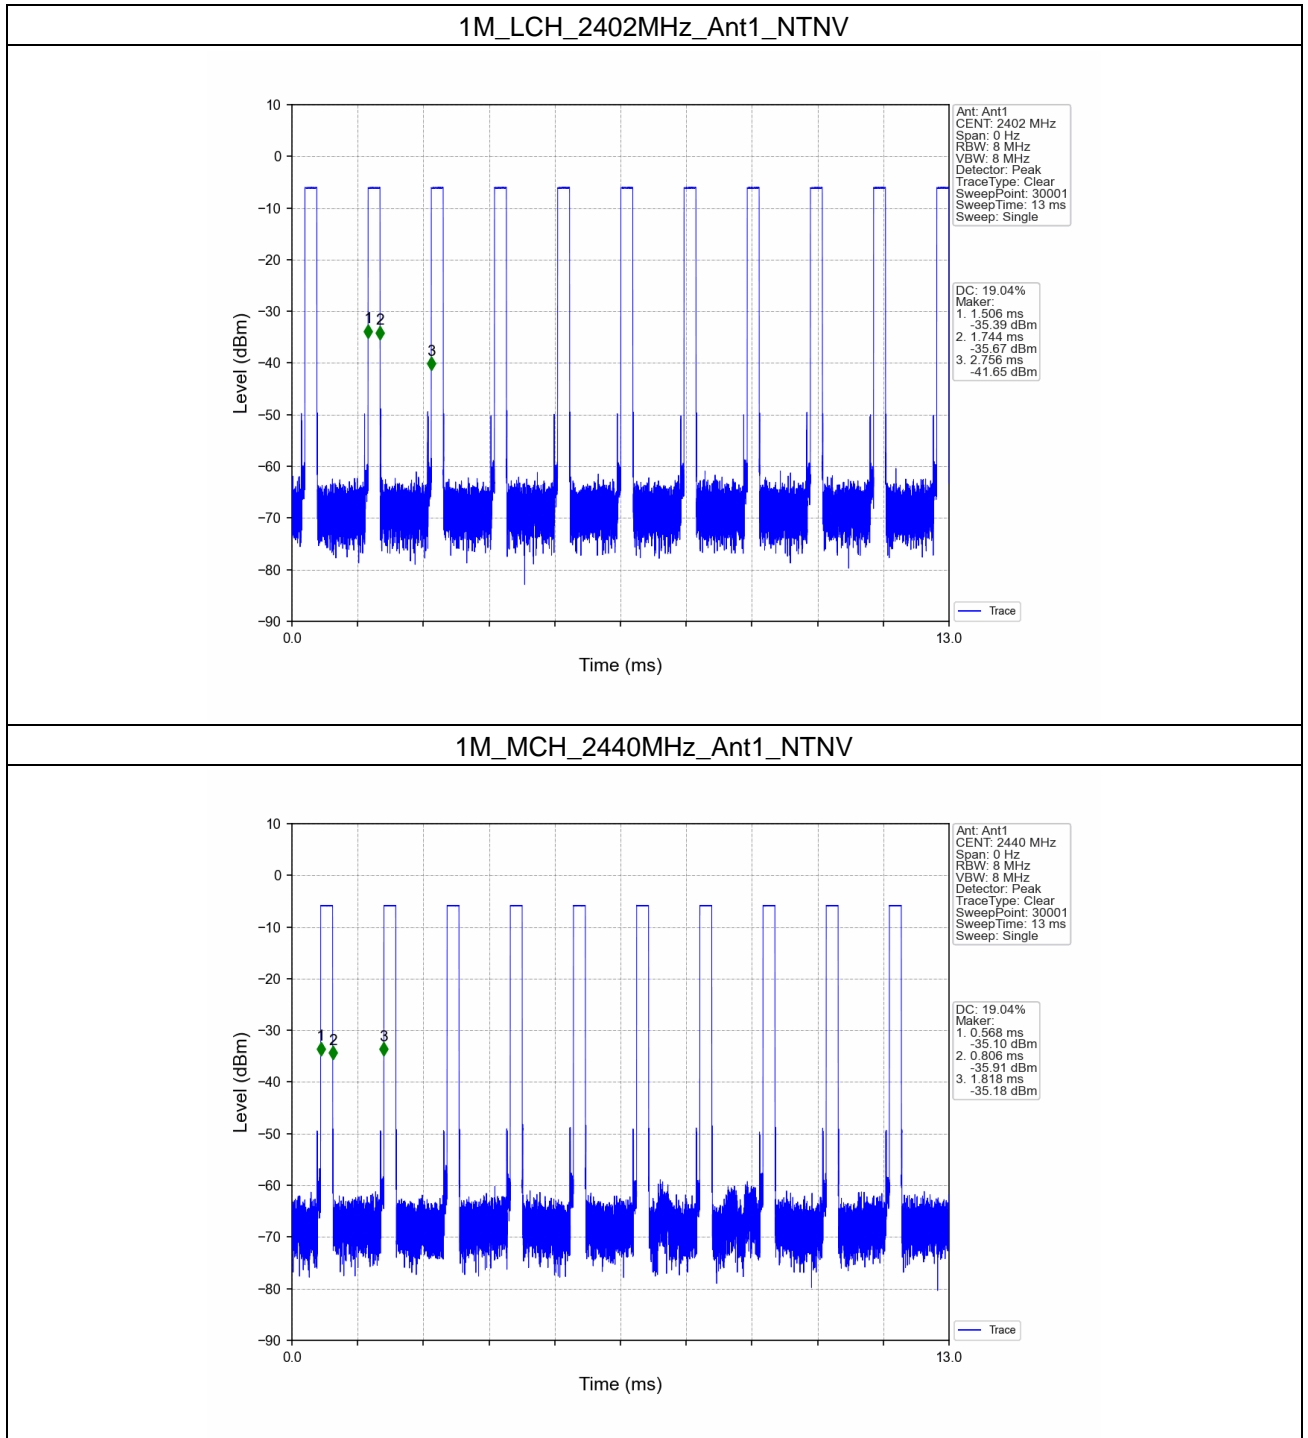 1M_LCH_2402MHz_Ant1_NTNV
10
0
−10
−20
−30
−40
−50
−60
−70
−80
−90
Level (dBm)
0.0
13.0
Time (ms)
1
2
3
Ant: Ant1
CENT: 2402 MHz
Span: 0 Hz
RBW: 8 MHz
VBW: 8 MHz
Detector: Peak
TraceType: Clear
SweepPoint: 30001
SweepTime: 13 ms
Sweep: Single
DC: 19.04%
Maker:
1. 1.506 ms
-35.39 dBm
2. 1.744 ms
-35.67 dBm
3. 2.756 ms
-41.65 dBm
Trace
1M_MCH_2440MHz_Ant1_NTNV
10
0
−10
−20
−30
−40
−50
−60
−70
−80
−90
Level (dBm)
0.0
13.0
Time (ms)
1
2
3
Ant: Ant1
CENT: 2440 MHz
Span: 0 Hz
RBW: 8 MHz
VBW: 8 MHz
Detector: Peak
TraceType: Clear
SweepPoint: 30001
SweepTime: 13 ms
Sweep: Single
DC: 19.04%
Maker:
1. 0.568 ms
-35.10 dBm
2. 0.806 ms
-35.91 dBm
3. 1.818 ms
-35.18 dBm
Trace